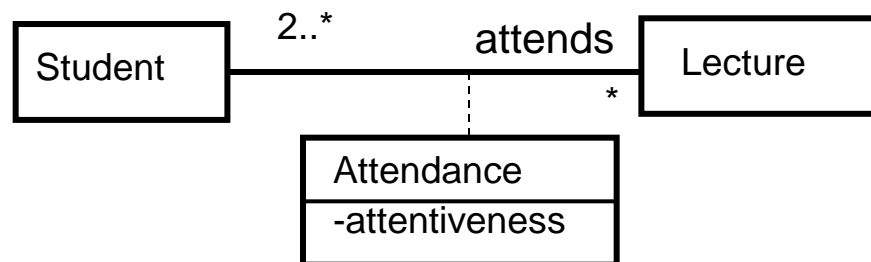 2..*
attends
Student
Lecture
*
Attendance
-attentiveness